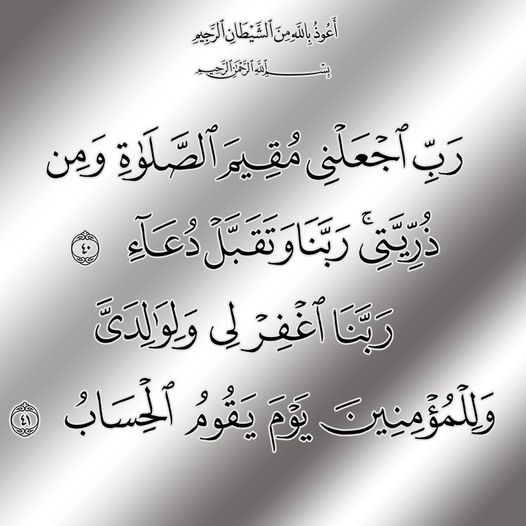 أَعُوذُ بِاللَّهِ مِنَ الشَّيْطَانِ الرَّجِيمِ
بِسْمِ اللَّهِ الرَّحْمَٰنِ الرَّحِيمِ
رَبِّ ٱجْعَلْنِى مُقِيمَ ٱلصَّلَوٰةِ وَمِن
ذُرِّيَّتِى ۚ رَبَّنَا وَتَقَبَّلْ دُعَآءِ ٤٠
رَبَّنَا ٱغْفِرْ لِى وَلِوَٰلِدَىَّ
وَلِلْمُؤْمِنِينَ يَوْمَ يَقُومُ ٱلْحِسَابُ ٤١